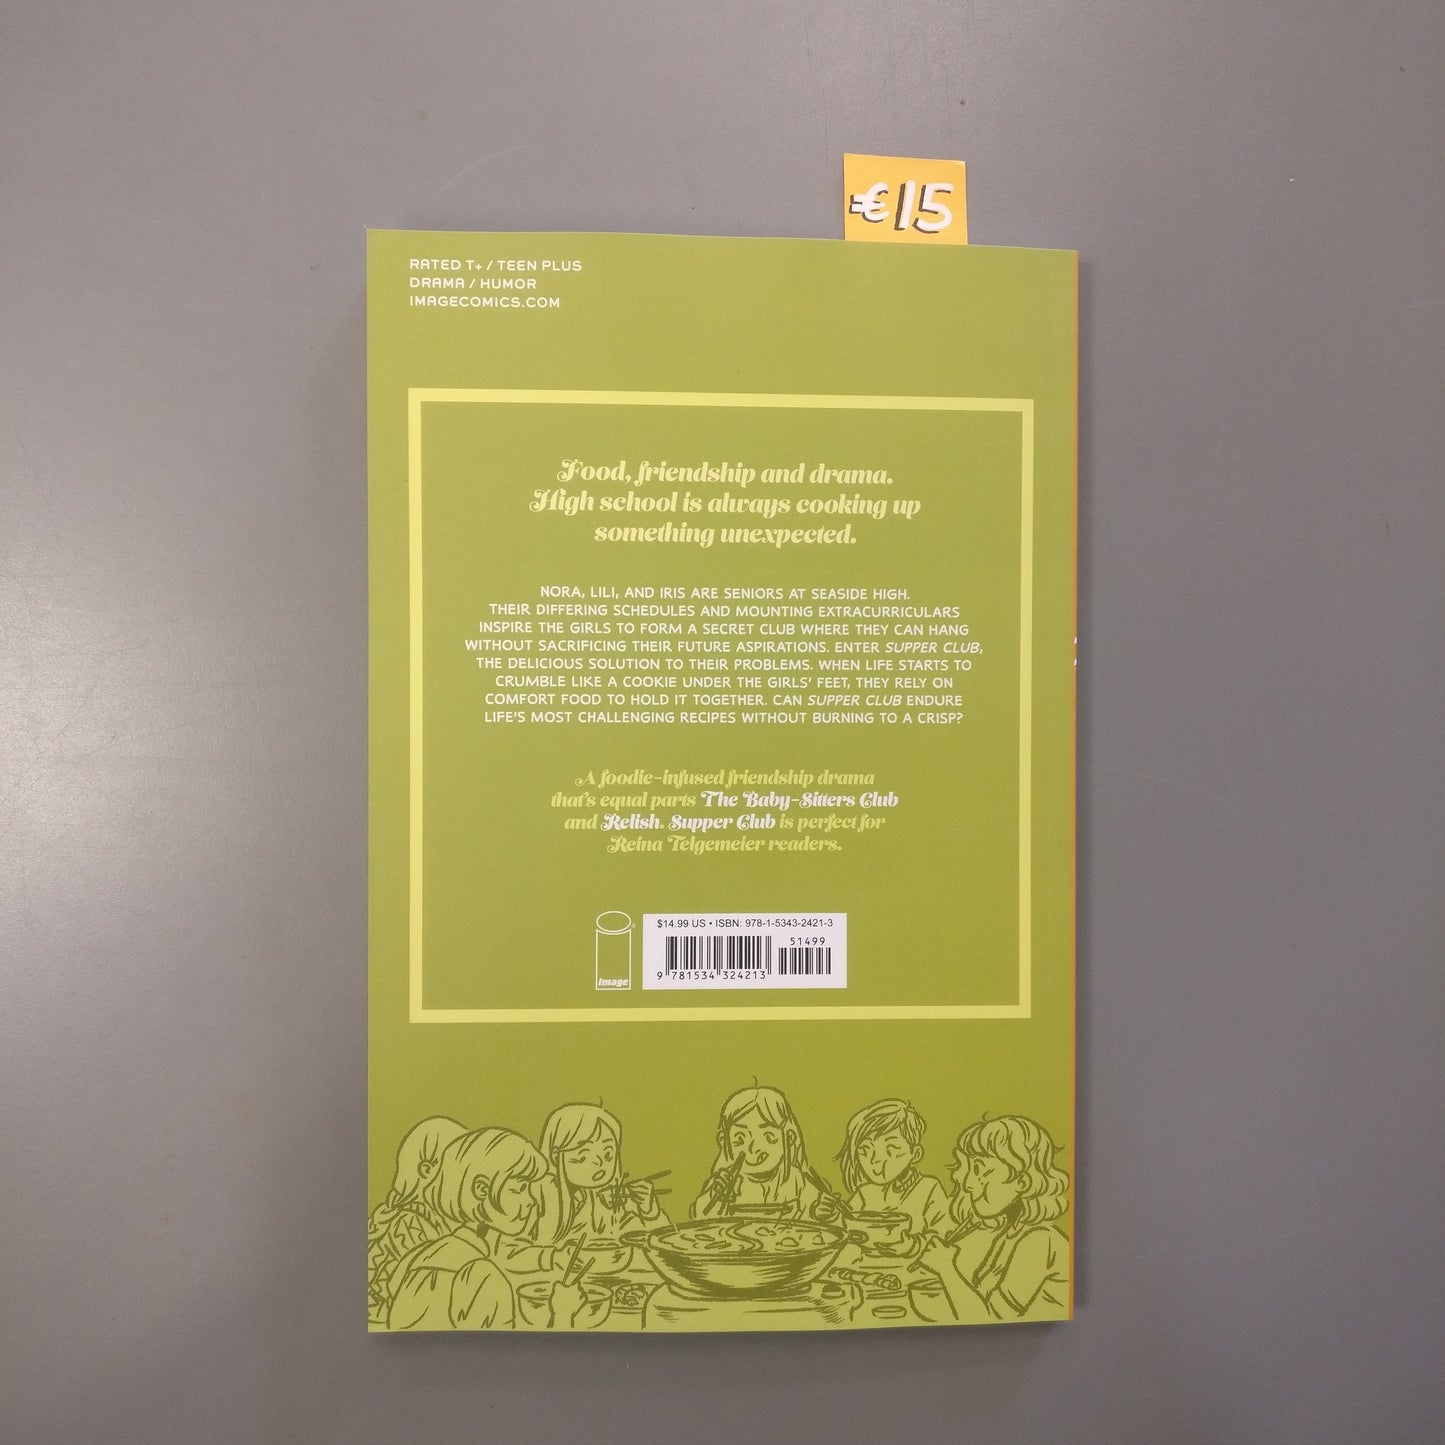 €15
RATED T+ / TEEN PLUS
DRAMA / HUMOR
IMAGECOMICS.COM
Food, friendship and drama.
High school is always cooking up
something unexpected.
NORA, LILI, AND IRIS ARE SENIORS AT SEASIDE HIGH.
THEIR DIFFERING SCHEDULES AND MOUNTING EXTRACURRICULARS
INSPIRE THE GIRLS TO FORM A SECRET CLUB WHERE THEY CAN HANG
WITHOUT SACRIFICING THEIR FUTURE ASPIRATIONS. ENTER SUPPER CLUB,
THE DELICIOUS SOLUTION TO THEIR PROBLEMS. WHEN LIFE STARTS TO
CRUMBLE LIKE A COOKIE UNDER THE GIRLS' FEET, THEY RELY ON
COMFORT FOOD TO HOLD IT TOGETHER. CAN SUPPER CLUB ENDURE
LIFE'S MOST CHALLENGING RECIPES WITHOUT BURNING TO A CRISP?
A foodie-infused friendship drama
that's equal parts The Baby-Sitters Club
and Relish. Supper Club is perfect for
Reina Telgemeier readers.
$14.99 US • ISBN: 978-1-5343-2421-3
51499
9 781534 324213
image